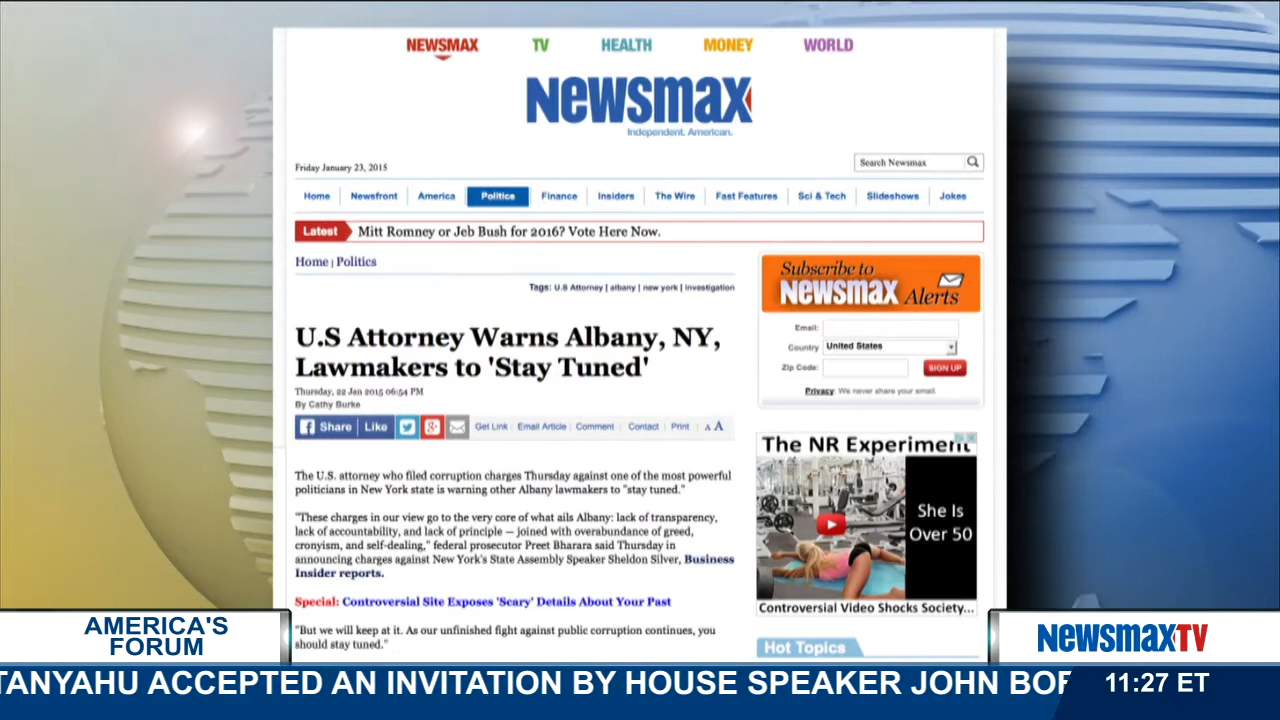 NEWSMAX TV HEALTH MONEY WORLD
Newsmax
Independent. American.
Friday January 23, 2015
Search Newsmax
Home Newsfront America Politics Finance Insiders The Wire Fast Features Sci & Tech Slideshows Jokes
Latest Mitt Romney or Jeb Bush for 2016? Vote Here Now.
Home | Politics
Tags: U.S Attorney | albany | new york | investigation
U.S Attorney Warns Albany, NY,
Lawmakers to 'Stay Tuned'
Thursday, 22 Jan 2015 06:54 PM
By Cathy Burke
Share Like Get Link Email Article Comment Contact Print A A
The U.S. attorney who filed corruption charges Thursday against one of the most powerful
politicians in New York state is warning other Albany lawmakers to "stay tuned."
"These charges in our view go to the very core of what ails Albany: lack of transparency,
lack of accountability, and lack of principle — joined with overabundance of greed,
cronyism, and self-dealing," federal prosecutor Preet Bharara said Thursday in
announcing charges against New York's State Assembly Speaker Sheldon Silver, Business
Insider reports.
Special: Controversial Site Exposes 'Scary' Details About Your Past
"But we will keep at it. As our unfinished fight against public corruption continues, you
should stay tuned."
Subscribe to
Newsmax Alerts
Email:
Country United States
Zip Code: SIGN UP
Privacy: We never share your email.
The NR Experiment
She Is
Over 50
Controversial Video Shocks Society...
Hot Topics
AMERICA'S
FORUM
NEWSMAXTV
TANYAHU ACCEPTED AN INVITATION BY HOUSE SPEAKER JOHN BOE
11:27 ET